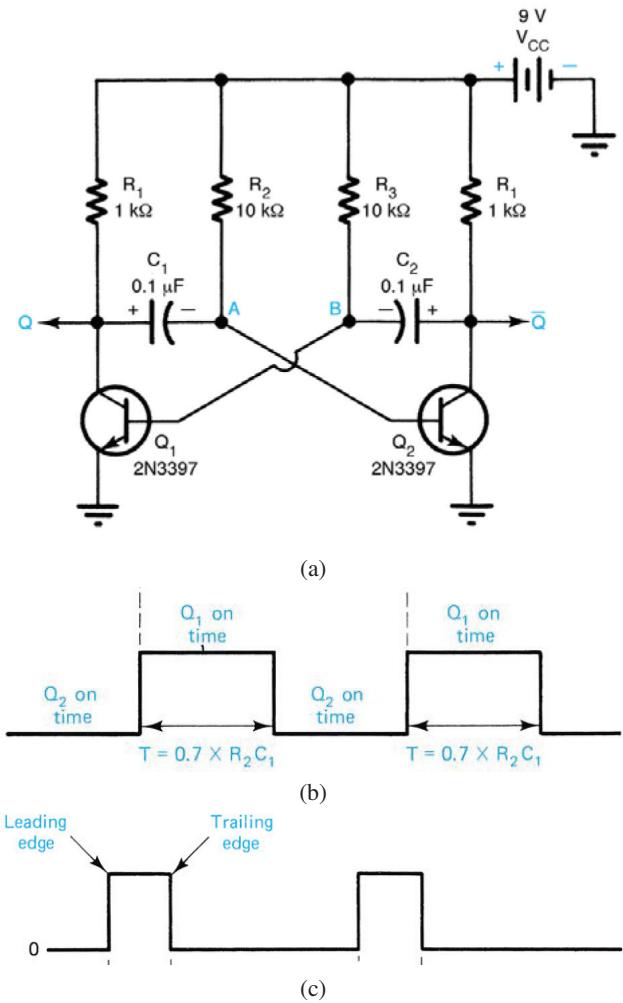 9 V
V_CC
+ −
R_1
1 kΩ
R_2
10 kΩ
R_3
10 kΩ
R_1
1 kΩ
C_1
0.1 μF
C_2
0.1 μF
Q
+ −
A
B
− +
Q̅
Q_1
2N3397
Q_2
2N3397
(a)
Q_1 on
time
Q_1 on
time
Q_2 on
time
Q_2 on
time
T = 0.7 X R_2C_1
T = 0.7 X R_2C_1
(b)
Leading
edge
Trailing
edge
0
(c)